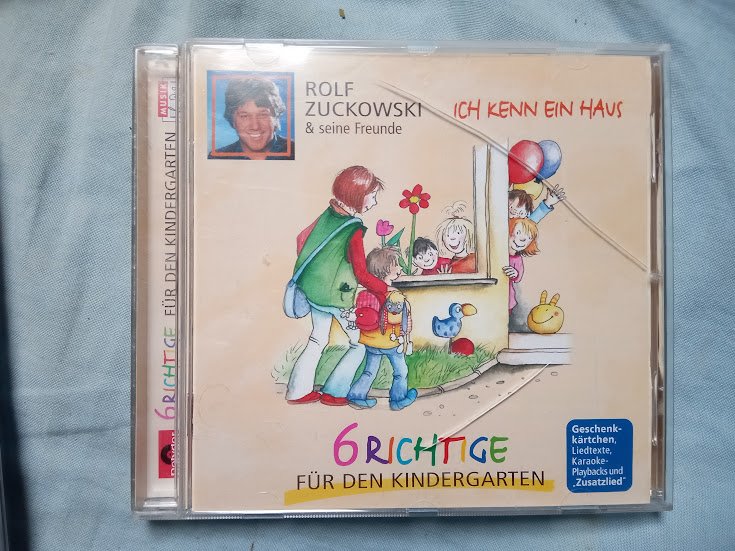 ROLF
ZUCKOWSKI
& seine Freunde
ICH KENN EIN HAUS
6 RICHTIGE
FÜR DEN KINDERGARTEN
Geschenk-
kärtchen,
Liedtexte,
Karaoke-
Playbacks und
„Zusatzlied“
6 RICHTIGE FÜR DEN KINDERGARTEN
MUSIK